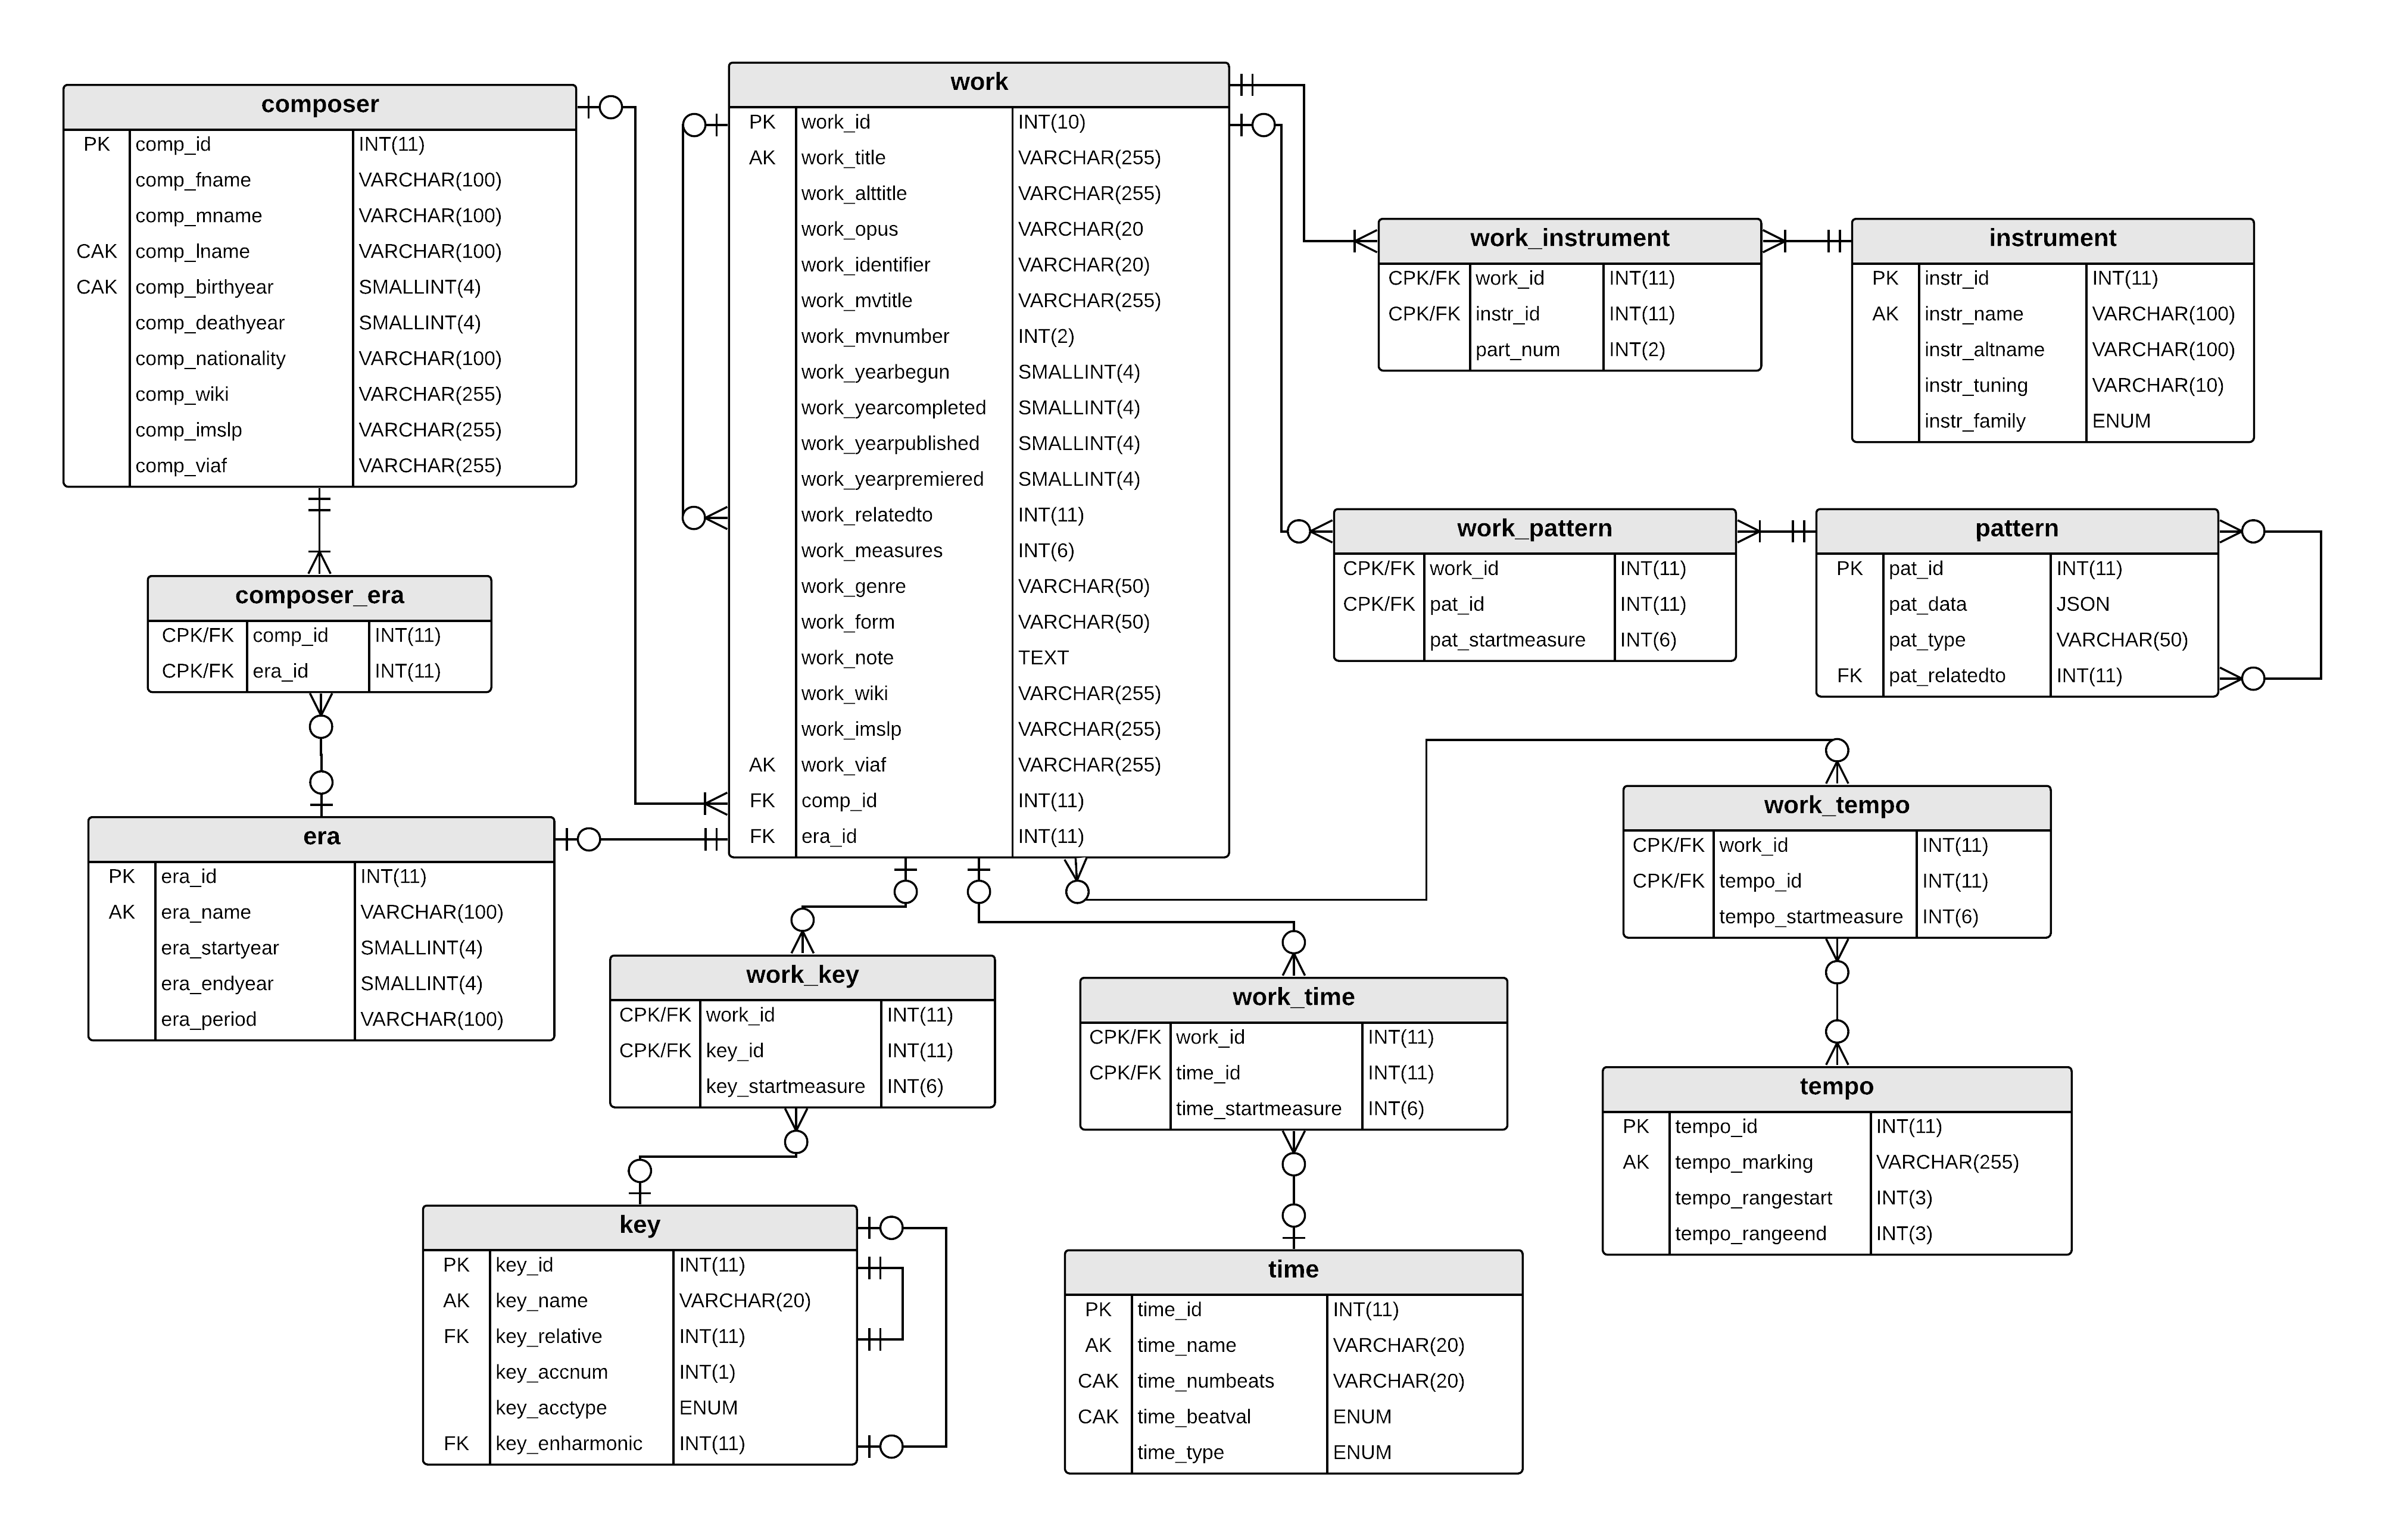 composer
PK comp_id INT(11)
comp_fname VARCHAR(100)
comp_mname VARCHAR(100)
CAK comp_lname VARCHAR(100)
CAK comp_birthyear SMALLINT(4)
comp_deathyear SMALLINT(4)
comp_nationality VARCHAR(100)
comp_wiki VARCHAR(255)
comp_imslp VARCHAR(255)
comp_viaf VARCHAR(255)
composer_era
CPK/FK comp_id INT(11)
CPK/FK era_id INT(11)
era
PK era_id INT(11)
AK era_name VARCHAR(100)
era_startyear SMALLINT(4)
era_endyear SMALLINT(4)
era_period VARCHAR(100)
work
PK work_id INT(10)
AK work_title VARCHAR(255)
work_alttitle VARCHAR(255)
work_opus VARCHAR(20
work_identifier VARCHAR(20)
work_mvtitle VARCHAR(255)
work_mvnumber INT(2)
work_yearbegun SMALLINT(4)
work_yearcompleted SMALLINT(4)
work_yearpublished SMALLINT(4)
work_yearpremiered SMALLINT(4)
work_relatedto INT(11)
work_measures INT(6)
work_genre VARCHAR(50)
work_form VARCHAR(50)
work_note TEXT
work_wiki VARCHAR(255)
work_imslp VARCHAR(255)
AK work_viaf VARCHAR(255)
FK comp_id INT(11)
FK era_id INT(11)
work_instrument
CPK/FK work_id INT(11)
CPK/FK instr_id INT(11)
part_num INT(2)
instrument
PK instr_id INT(11)
AK instr_name VARCHAR(100)
instr_altname VARCHAR(100)
instr_tuning VARCHAR(10)
instr_family ENUM
work_pattern
CPK/FK work_id INT(11)
CPK/FK pat_id INT(11)
pat_startmeasure INT(6)
pattern
PK pat_id INT(11)
pat_data JSON
pat_type VARCHAR(50)
FK pat_relatedto INT(11)
work_tempo
CPK/FK work_id INT(11)
CPK/FK tempo_id INT(11)
tempo_startmeasure INT(6)
tempo
PK tempo_id INT(11)
AK tempo_marking VARCHAR(255)
tempo_rangestart INT(3)
tempo_rangeend INT(3)
work_key
CPK/FK work_id INT(11)
CPK/FK key_id INT(11)
key_startmeasure INT(6)
key
PK key_id INT(11)
AK key_name VARCHAR(20)
FK key_relative INT(11)
key_accnum INT(1)
key_acctype ENUM
FK key_enharmonic INT(11)
work_time
CPK/FK work_id INT(11)
CPK/FK time_id INT(11)
time_startmeasure INT(6)
time
PK time_id INT(11)
AK time_name VARCHAR(20)
CAK time_numbeats VARCHAR(20)
CAK time_beatval ENUM
time_type ENUM